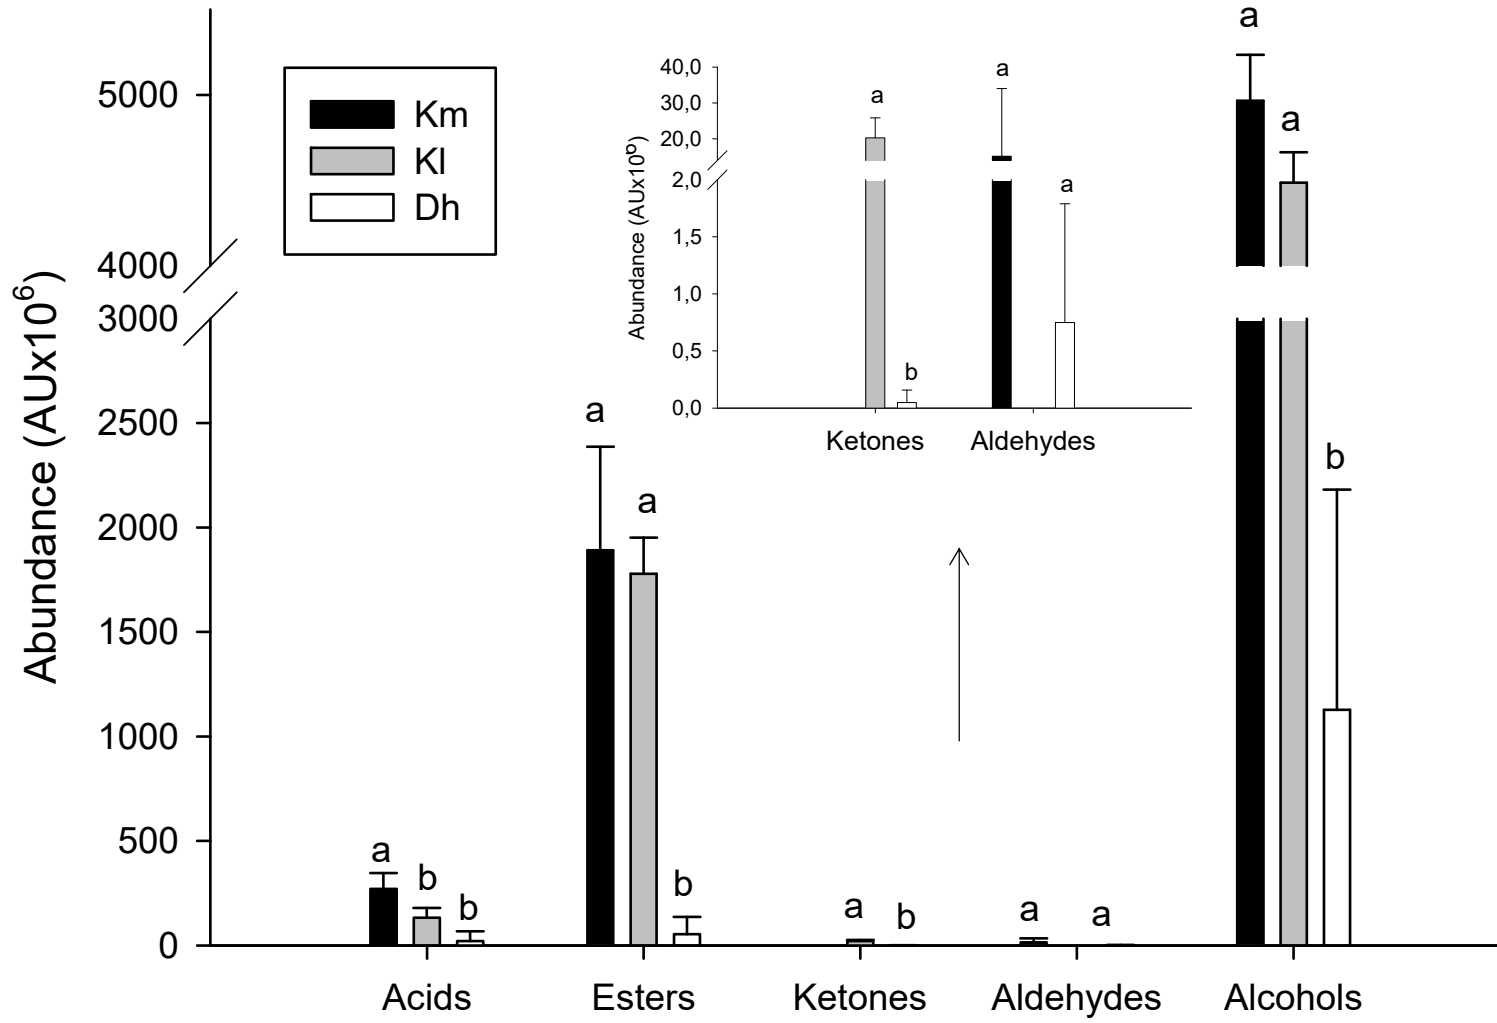 Abundance (AUx10⁶)
5000
4000
3000
2500
2000
1500
1000
500
0
Km
Kl
Dh
Abundance (AUx10⁶)
40,0
30,0
20,0
2,0
1,5
1,0
0,5
0,0
a
b
a
a
Ketones Aldehydes
a
b
b
a
a
b
a
b
a
a
a
a
b
Acids Esters Ketones Aldehydes Alcohols